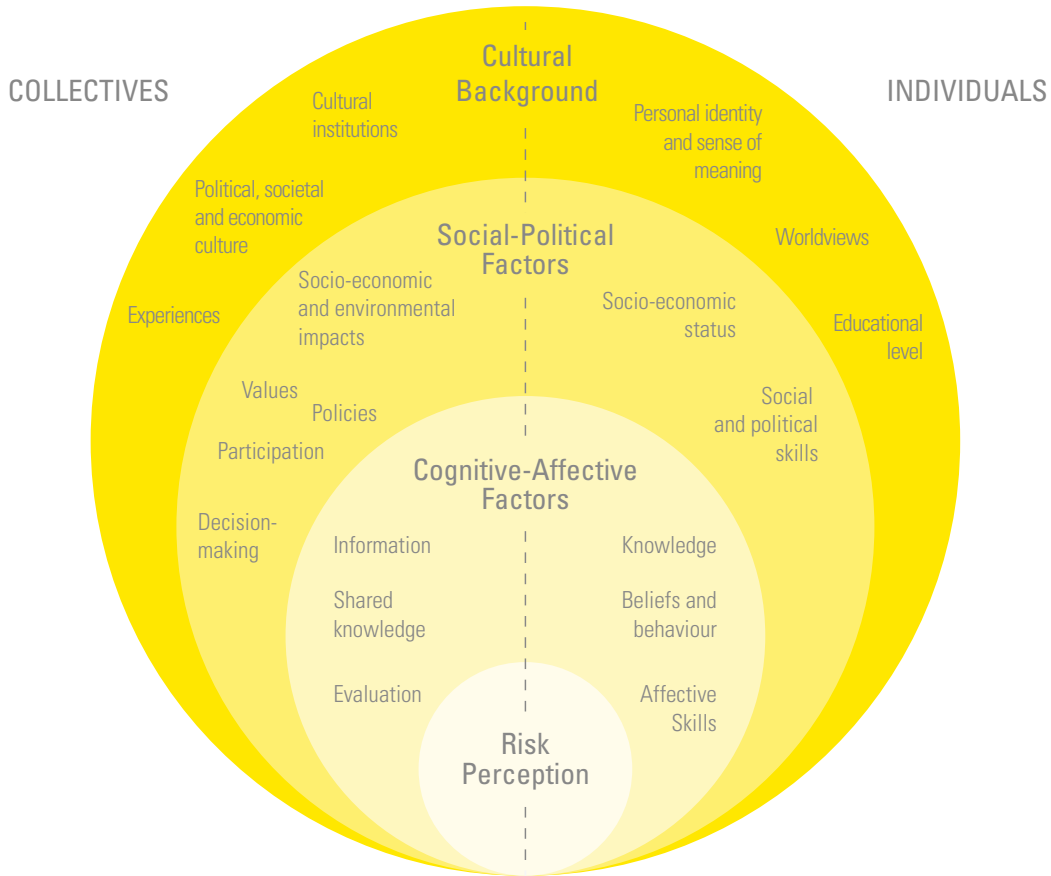 COLLECTIVES
INDIVIDUALS
Cultural
Background
Cultural
institutions
Personal identity
and sense of
meaning
Political, societal
and economic
culture
Worldviews
Experiences
Educational
level
Social-Political
Factors
Socio-economic
and environmental
impacts
Socio-economic
status
Values
Policies
Participation
Social
and political
skills
Decision-
making
Cognitive-Affective
Factors
Information
Knowledge
Shared
knowledge
Beliefs and
behaviour
Evaluation
Affective
Skills
Risk
Perception